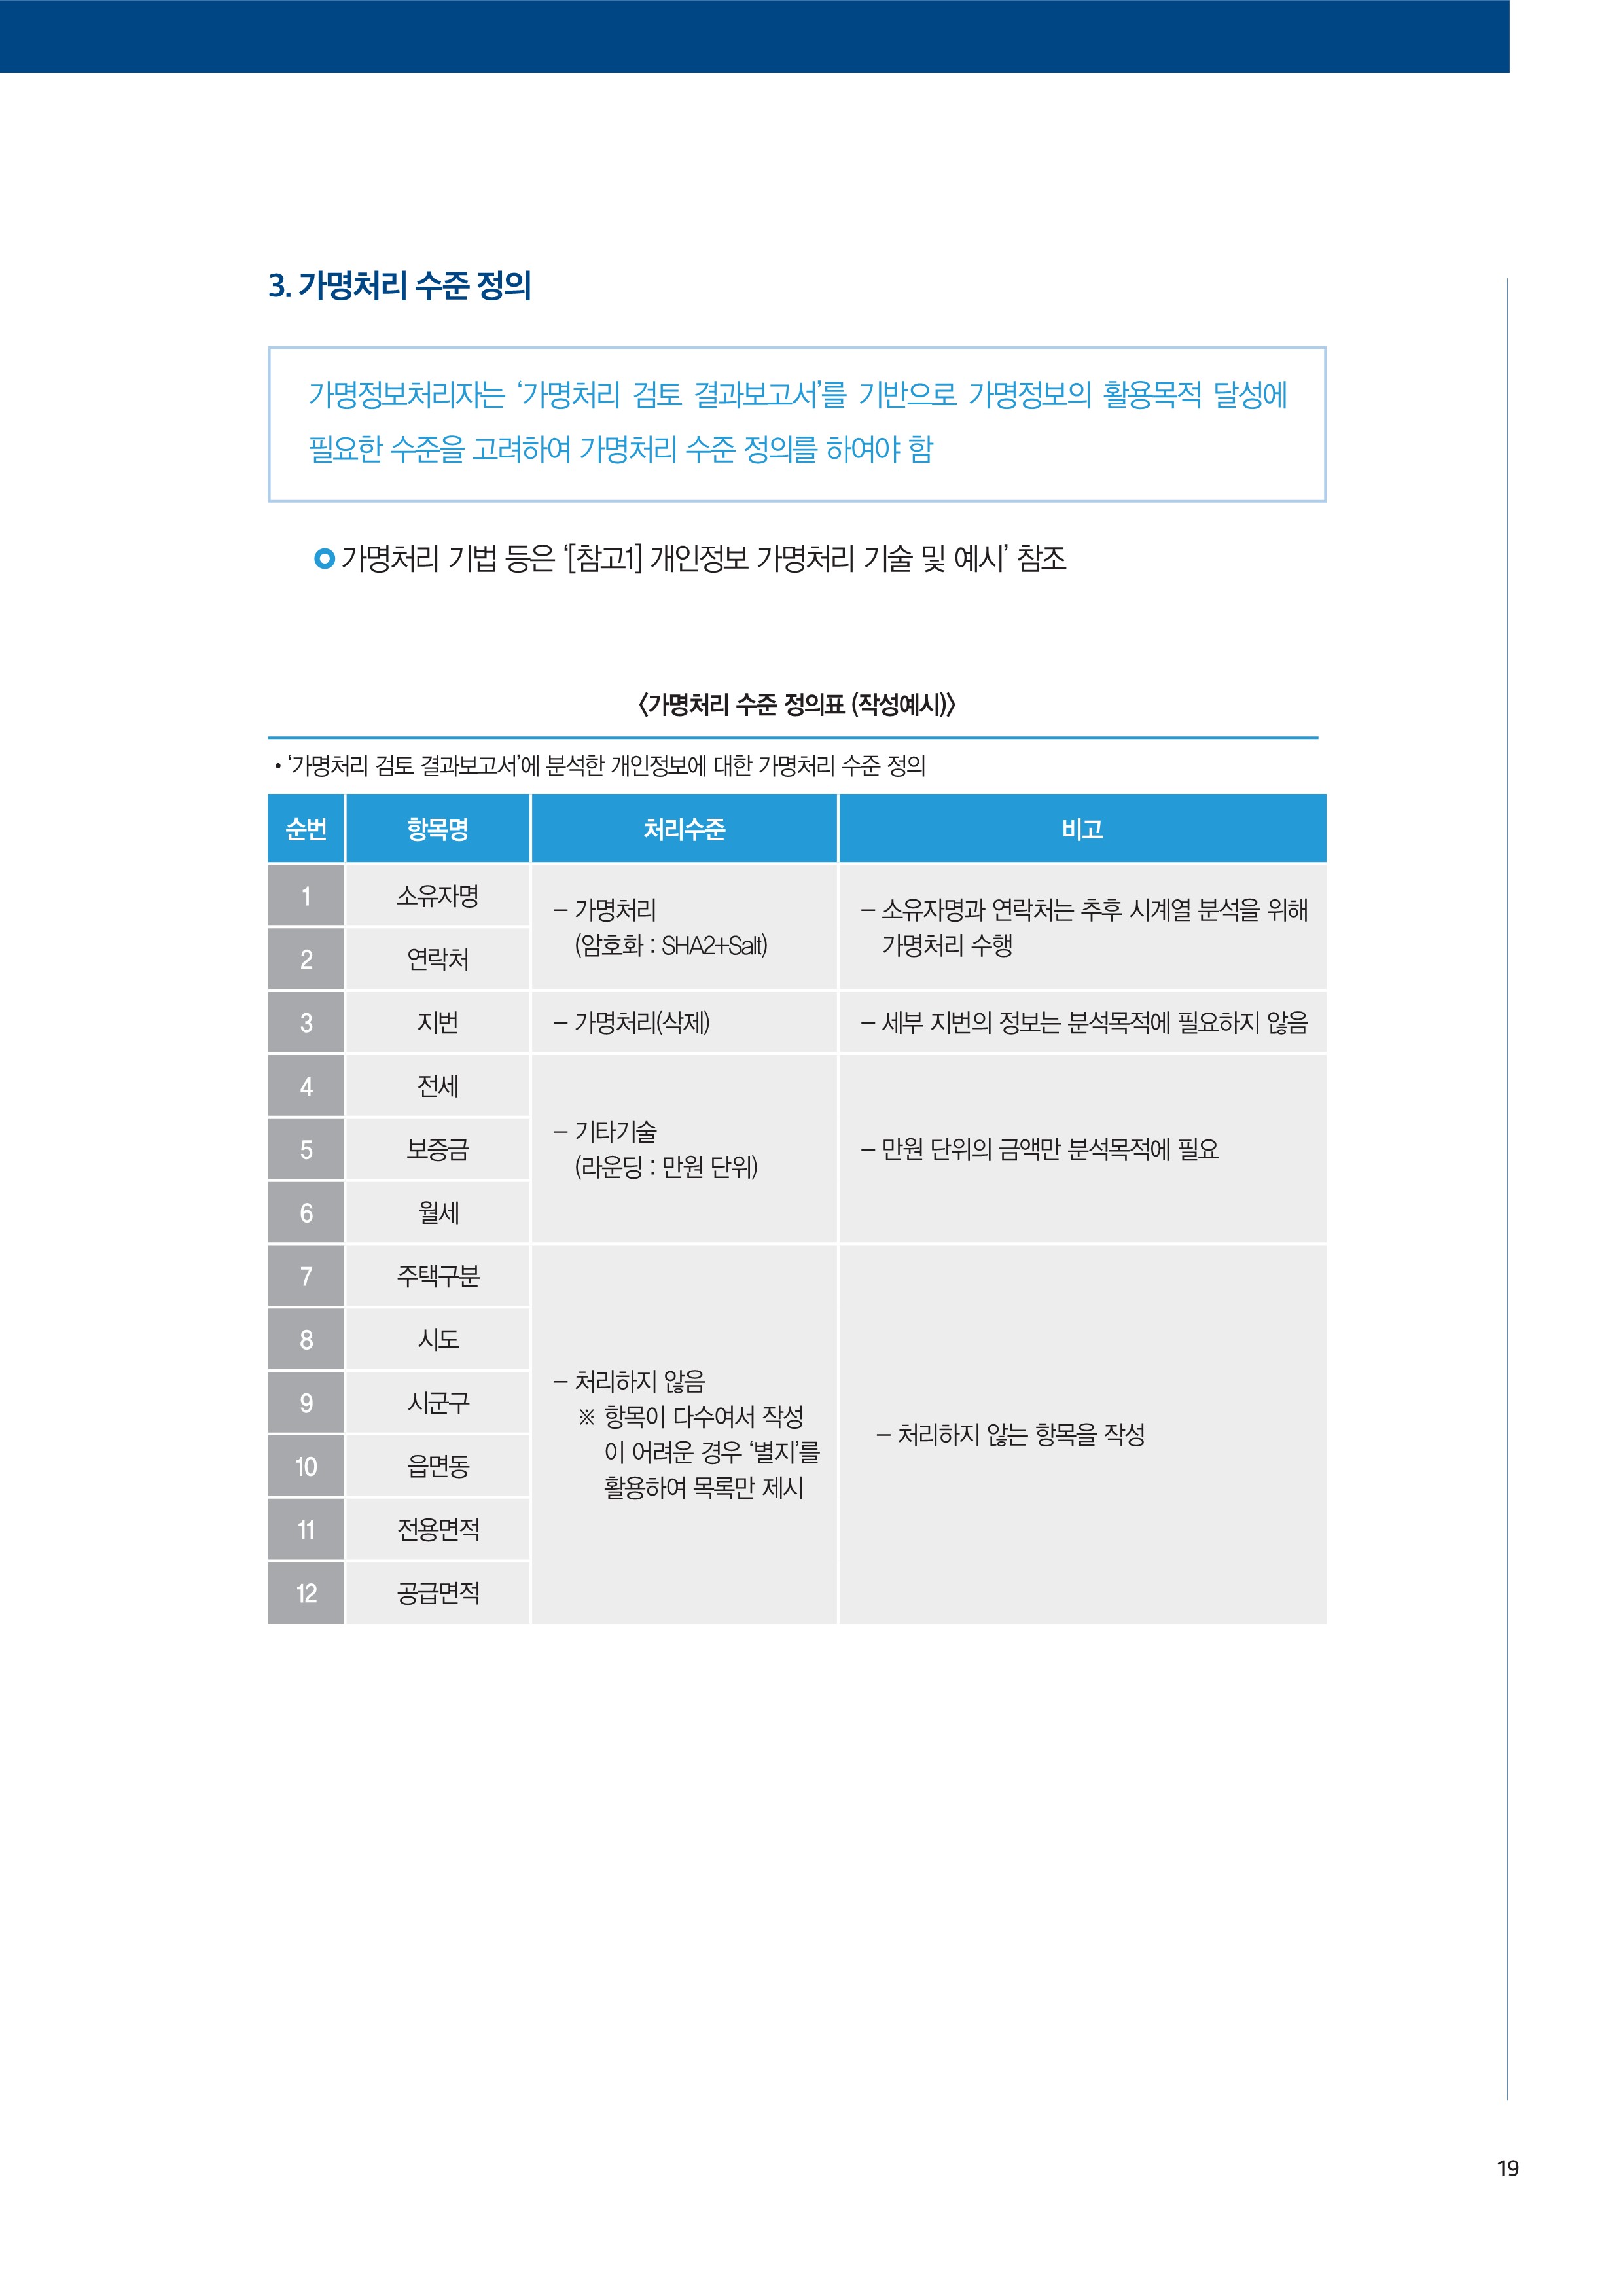 3. 가명처리 수준 정의
가명정보처리자는 ‘가명처리 검토 결과보고서’를 기반으로 가명정보의 활용목적 달성에
필요한 수준을 고려하여 가명처리 수준 정의를 하여야 함
가명처리 기법 등은 ‘[참고1] 개인정보 가명처리 기술 및 예시’ 참조
〈가명처리 수준 정의표 (작성예시)〉
• ‘가명처리 검토 결과보고서’에 분석한 개인정보에 대한 가명처리 수준 정의
순번 항목명 처리수준 비고
1 소유자명
2 연락처
– 가명처리
(암호화 : SHA2+Salt)
– 소유자명과 연락처는 추후 시계열 분석을 위해
가명처리 수행
3 지번 – 가명처리(삭제) – 세부 지번의 정보는 분석목적에 필요하지 않음
4 전세
5 보증금
6 월세
– 기타기술
(라운딩 : 만원 단위)
– 만원 단위의 금액만 분석목적에 필요
7 주택구분
8 시도
9 시군구
10 읍면동
11 전용면적
12 공급면적
– 처리하지 않음
※ 항목이 다수여서 작성
이 어려운 경우 ‘별지’를
활용하여 목록만 제시
– 처리하지 않는 항목을 작성
19